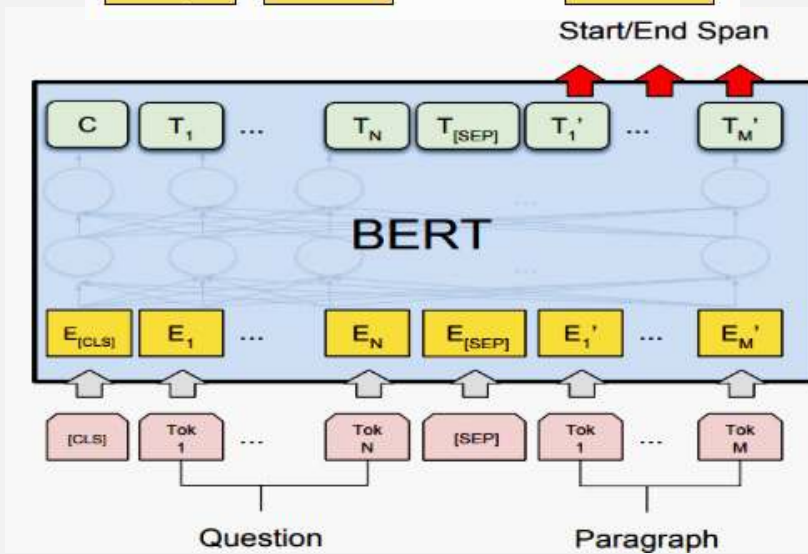 Start/End Span
C T1 ... TN T[SEP] T1' ... TM'
...
BERT
...
E[CLS] E1 ... EN E[SEP] E1' ... EM'
[CLS] Tok 1 ... Tok N [SEP] Tok 1 ... Tok M
Question Paragraph